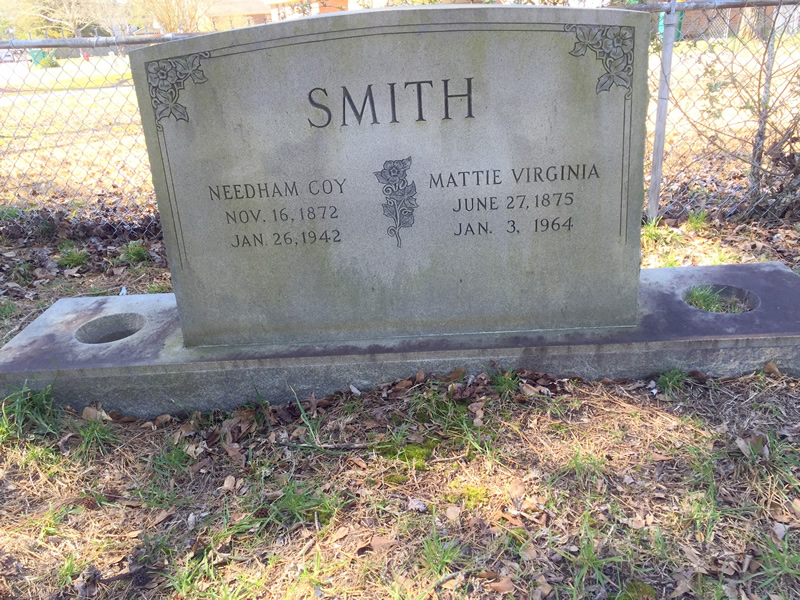 SMITH
NEEDHAM COY
NOV. 16, 1872
JAN. 26, 1942
MATTIE VIRGINIA
JUNE 27, 1875
JAN. 3, 1964